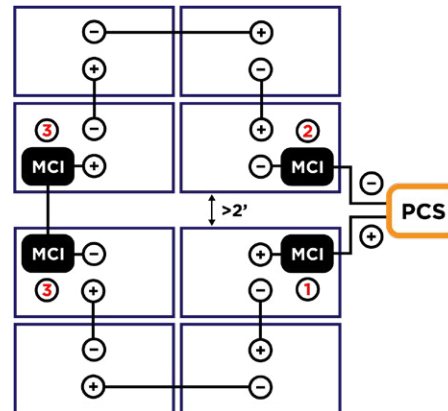 − +
+ −
③ − + ②
MCI + − MCI −
>2' PCS
+
MCI − + MCI
③ + − ①
− +
+ −